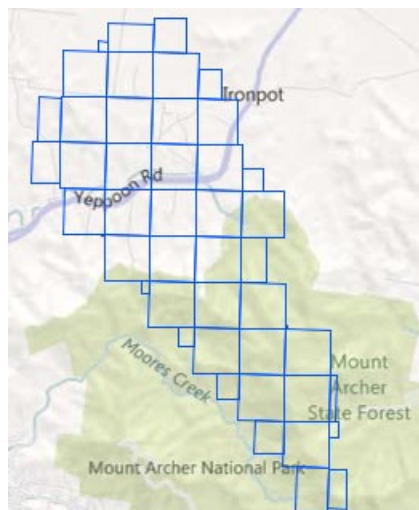 Ironpot
Yeppoon Rd
Moores Creek
Mount
Archer
State Forest
Mount Archer National Park